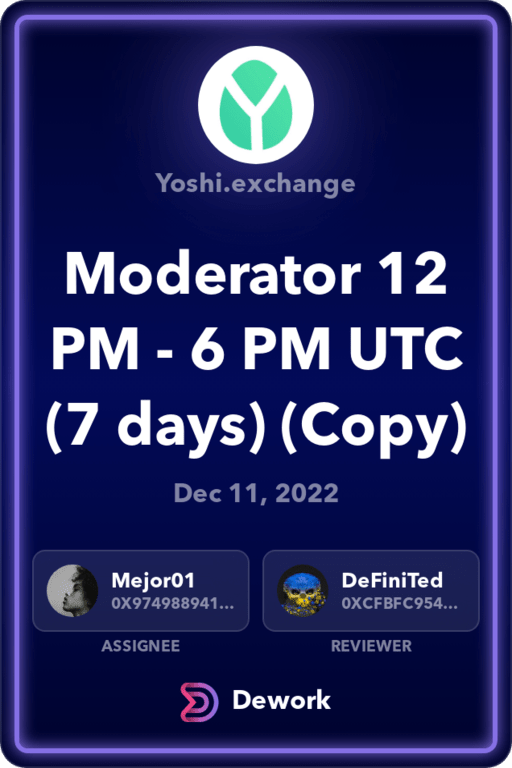 Yoshi.exchange
Moderator 12
PM - 6 PM UTC
(7 days) (Copy)
Dec 11, 2022
Mejor01
0X974988941...
ASSIGNEE
DeFiniTed
0XCFBFC954...
REVIEWER
Dework